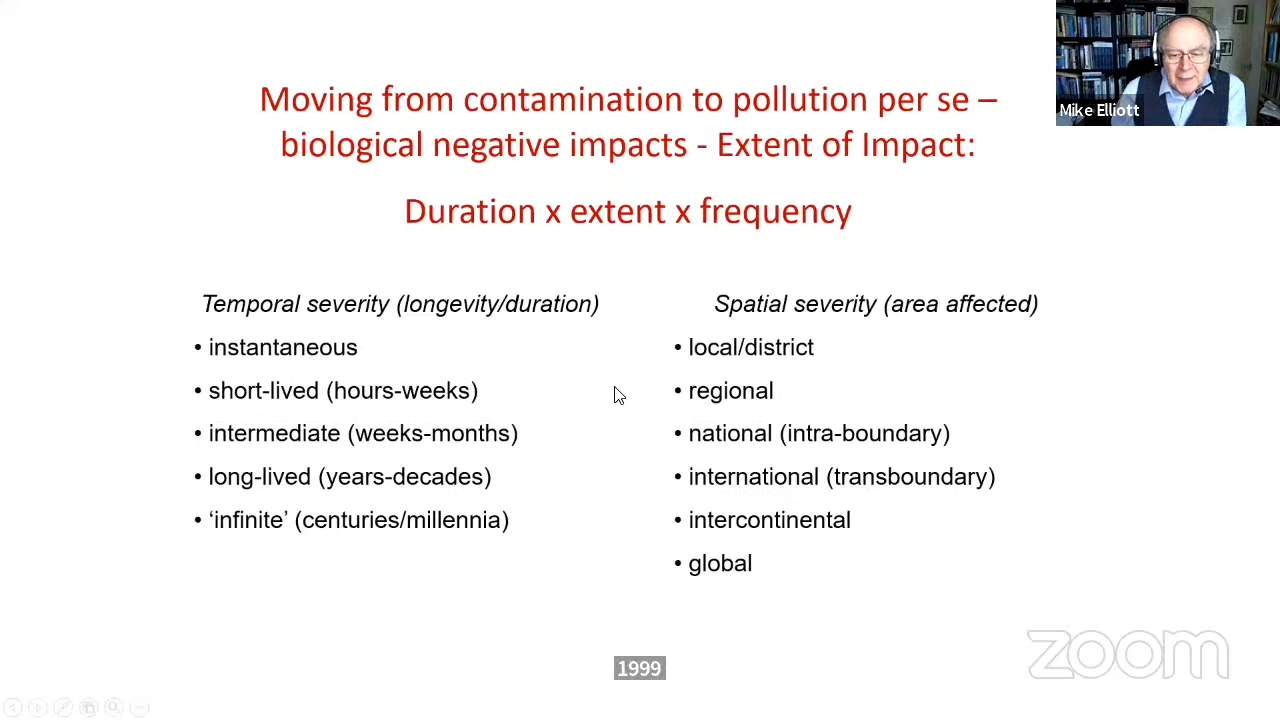 Moving from contamination to pollution per se –
biological negative impacts - Extent of Impact:
Duration x extent x frequency
Mike Elliott
Temporal severity (longevity/duration)
• instantaneous
• short-lived (hours-weeks)
• intermediate (weeks-months)
• long-lived (years-decades)
• ‘infinite’ (centuries/millennia)
Spatial severity (area affected)
• local/district
• regional
• national (intra-boundary)
• international (transboundary)
• intercontinental
• global
1999
zoom